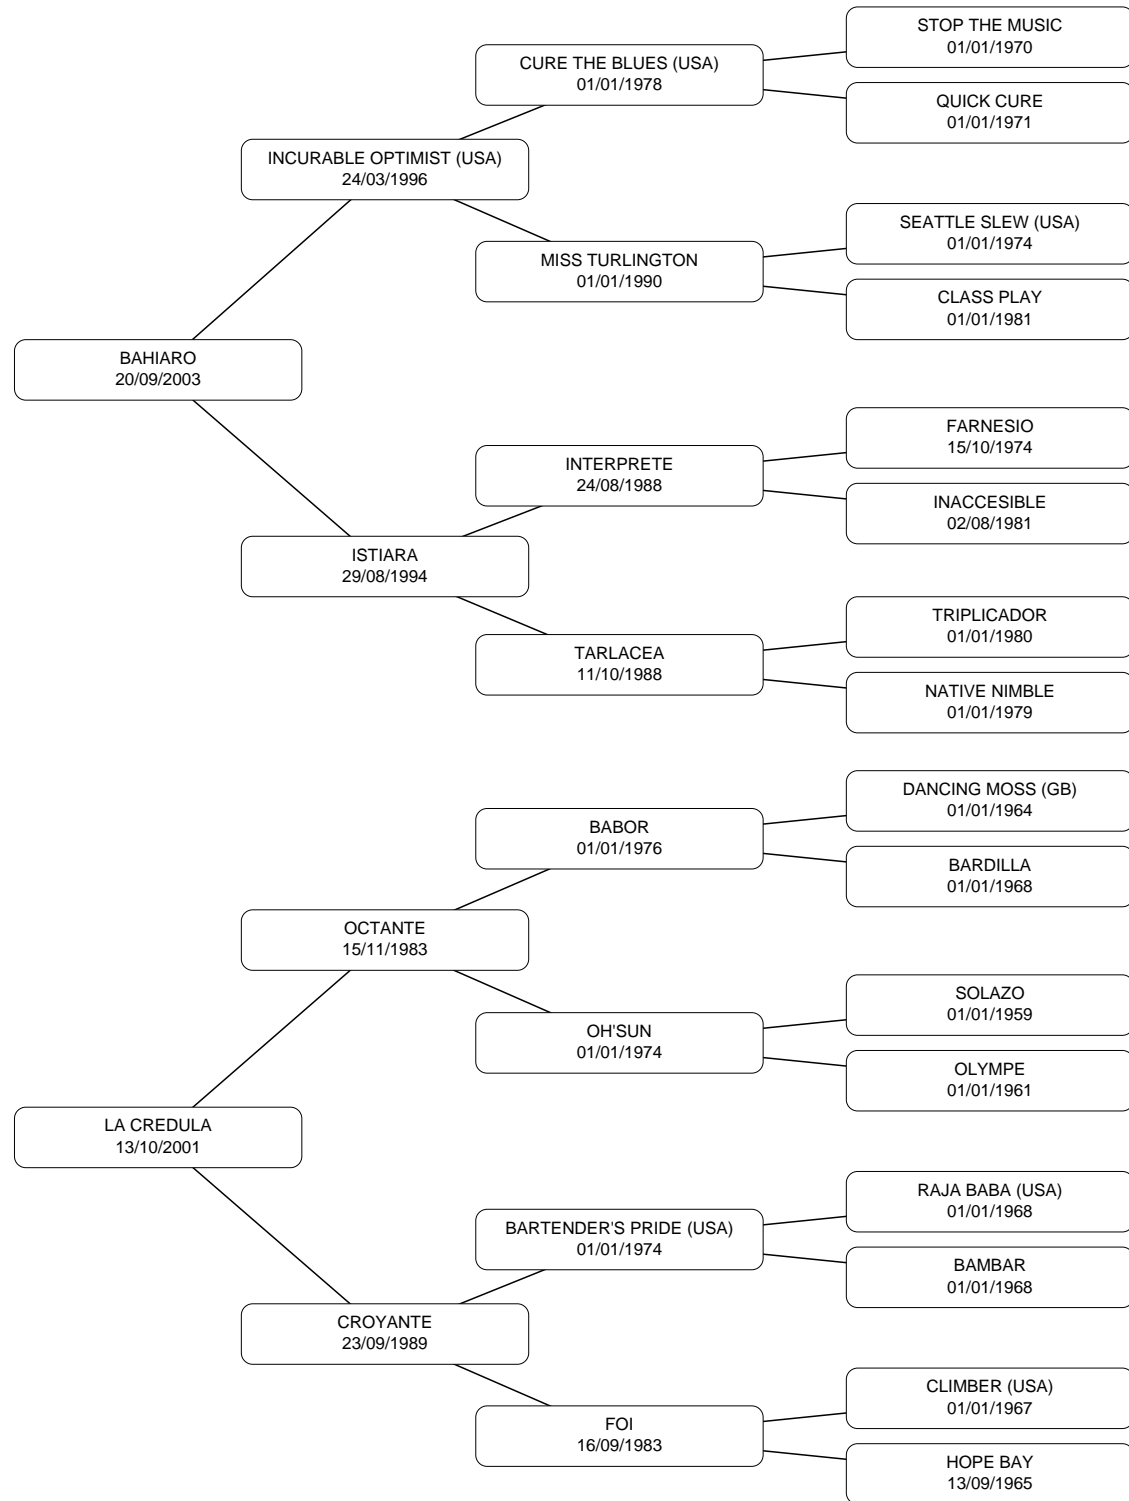 STOP THE MUSIC
01/01/1970
CURE THE BLUES (USA)
01/01/1978
QUICK CURE
01/01/1971
INCURABLE OPTIMIST (USA)
24/03/1996
SEATTLE SLEW (USA)
01/01/1974
MISS TURLINGTON
01/01/1990
CLASS PLAY
01/01/1981
BAHIARO
20/09/2003
FARNESIO
15/10/1974
INTERPRETE
24/08/1988
INACCESIBLE
02/08/1981
ISTIARA
29/08/1994
TRIPLICADOR
01/01/1980
TARLACEA
11/10/1988
NATIVE NIMBLE
01/01/1979
DANCING MOSS (GB)
01/01/1964
BABOR
01/01/1976
BARDILLA
01/01/1968
OCTANTE
15/11/1983
SOLAZO
01/01/1959
OH'SUN
01/01/1974
OLYMPE
01/01/1961
LA CREDULA
13/10/2001
RAJA BABA (USA)
01/01/1968
BARTENDER'S PRIDE (USA)
01/01/1974
BAMBAR
01/01/1968
CROYANTE
23/09/1989
CLIMBER (USA)
01/01/1967
FOI
16/09/1983
HOPE BAY
13/09/1965